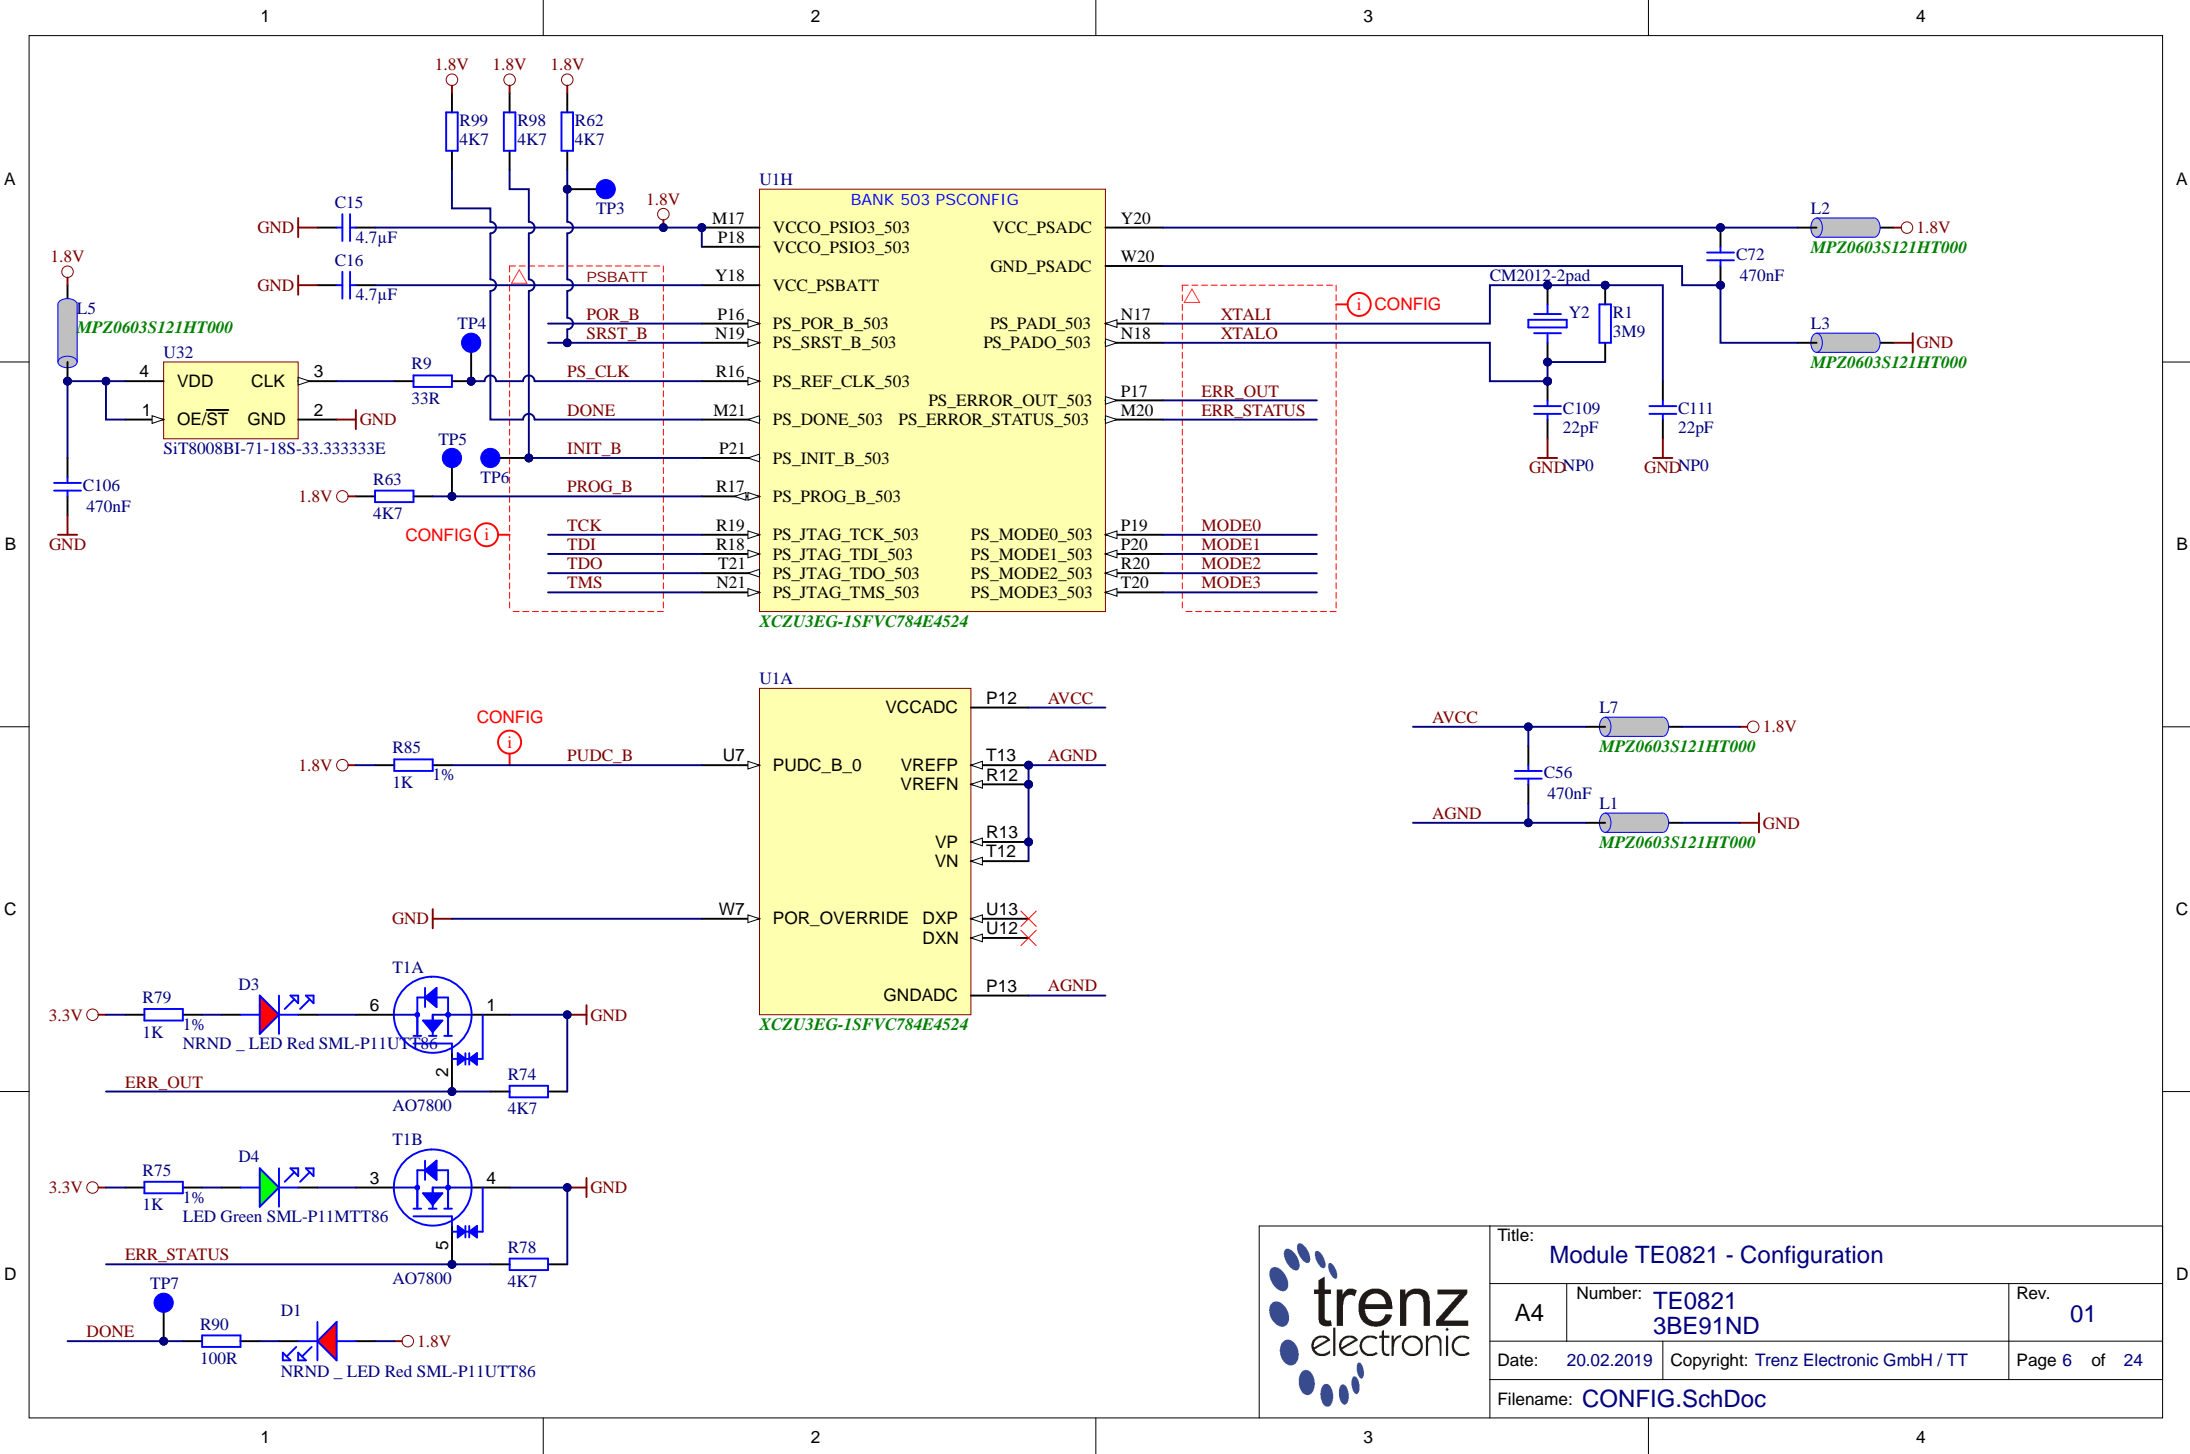 1 2 3 4
A A
B B
C C
D D
1.8V 1.8V 1.8V
R99 4K7
R98 4K7
R62 4K7
TP3
1.8V
C15
GND
4.7µF
C16
GND
4.7µF
1.8V
L5
MPZ0603S121HT000
U32
4 VDD CLK 3
1 OE/ST GND 2 GND
SiT8008BI-71-18S-33.333333E
C106
470nF
GND
TP4
R9
33R
TP5
TP6
1.8V
R63
4K7
CONFIG i
PSBATT
POR_B
SRST_B
PS_CLK
DONE
INIT_B
PROG_B
TCK
TDI
TDO
TMS
U1H
BANK 503 PSCONFIG
M17 VCCO_PSIO3_503
P18 VCCO_PSIO3_503
Y18 VCC_PSBATT
P16 PS_POR_B_503
N19 PS_SRST_B_503
R16 PS_REF_CLK_503
M21 PS_DONE_503
P21 PS_INIT_B_503
R17 PS_PROG_B_503
R19 PS_JTAG_TCK_503
R18 PS_JTAG_TDI_503
T21 PS_JTAG_TDO_503
N21 PS_JTAG_TMS_503
VCC_PSADC Y20
GND_PSADC W20
PS_PADI_503 N17 XTALI
PS_PADO_503 N18 XTALO
PS_ERROR_OUT_503 P17 ERR_OUT
PS_ERROR_STATUS_503 M20 ERR_STATUS
PS_MODE0_503 P19 MODE0
PS_MODE1_503 P20 MODE1
PS_MODE2_503 R20 MODE2
PS_MODE3_503 T20 MODE3
XCZU3EG-1SFVC784E4524
i CONFIG
CM2012-2pad
Y2
R1
3M9
C109
22pF
GND NP0
C111
22pF
GND NP0
L2
1.8V
MPZ0603S121HT000
C72
470nF
L3
GND
MPZ0603S121HT000
U1A
VCCADC P12 AVCC
CONFIG
i
1.8V
R85
1K
1%
PUDC_B
U7 PUDC_B_0
VREFP T13 AGND
VREFN R12
VP R13
VN T12
GND
W7 POR_OVERRIDE
DXP U13
DXN U12
GNDADC P13 AGND
XCZU3EG-1SFVC784E4524
AVCC
L7
1.8V
MPZ0603S121HT000
C56
470nF
AGND
L1
GND
MPZ0603S121HT000
3.3V
R79
1K
1%
D3
NRND _ LED Red SML-P11UTT86
T1A
6 1
2
GND
ERR_OUT
AO7800
R74
4K7
3.3V
R75
1K
1%
D4
LED Green SML-P11MTT86
T1B
3 4
5
GND
ERR_STATUS
AO7800
R78
4K7
TP7
DONE
R90
100R
D1
1.8V
NRND _ LED Red SML-P11UTT86
trenz
electronic
Title:
Module TE0821 - Configuration
A4
Number: TE0821
3BE91ND
Rev.
01
Date: 20.02.2019
Copyright: Trenz Electronic GmbH / TT
Page 6 of 24
Filename: CONFIG.SchDoc
1 2 3 4